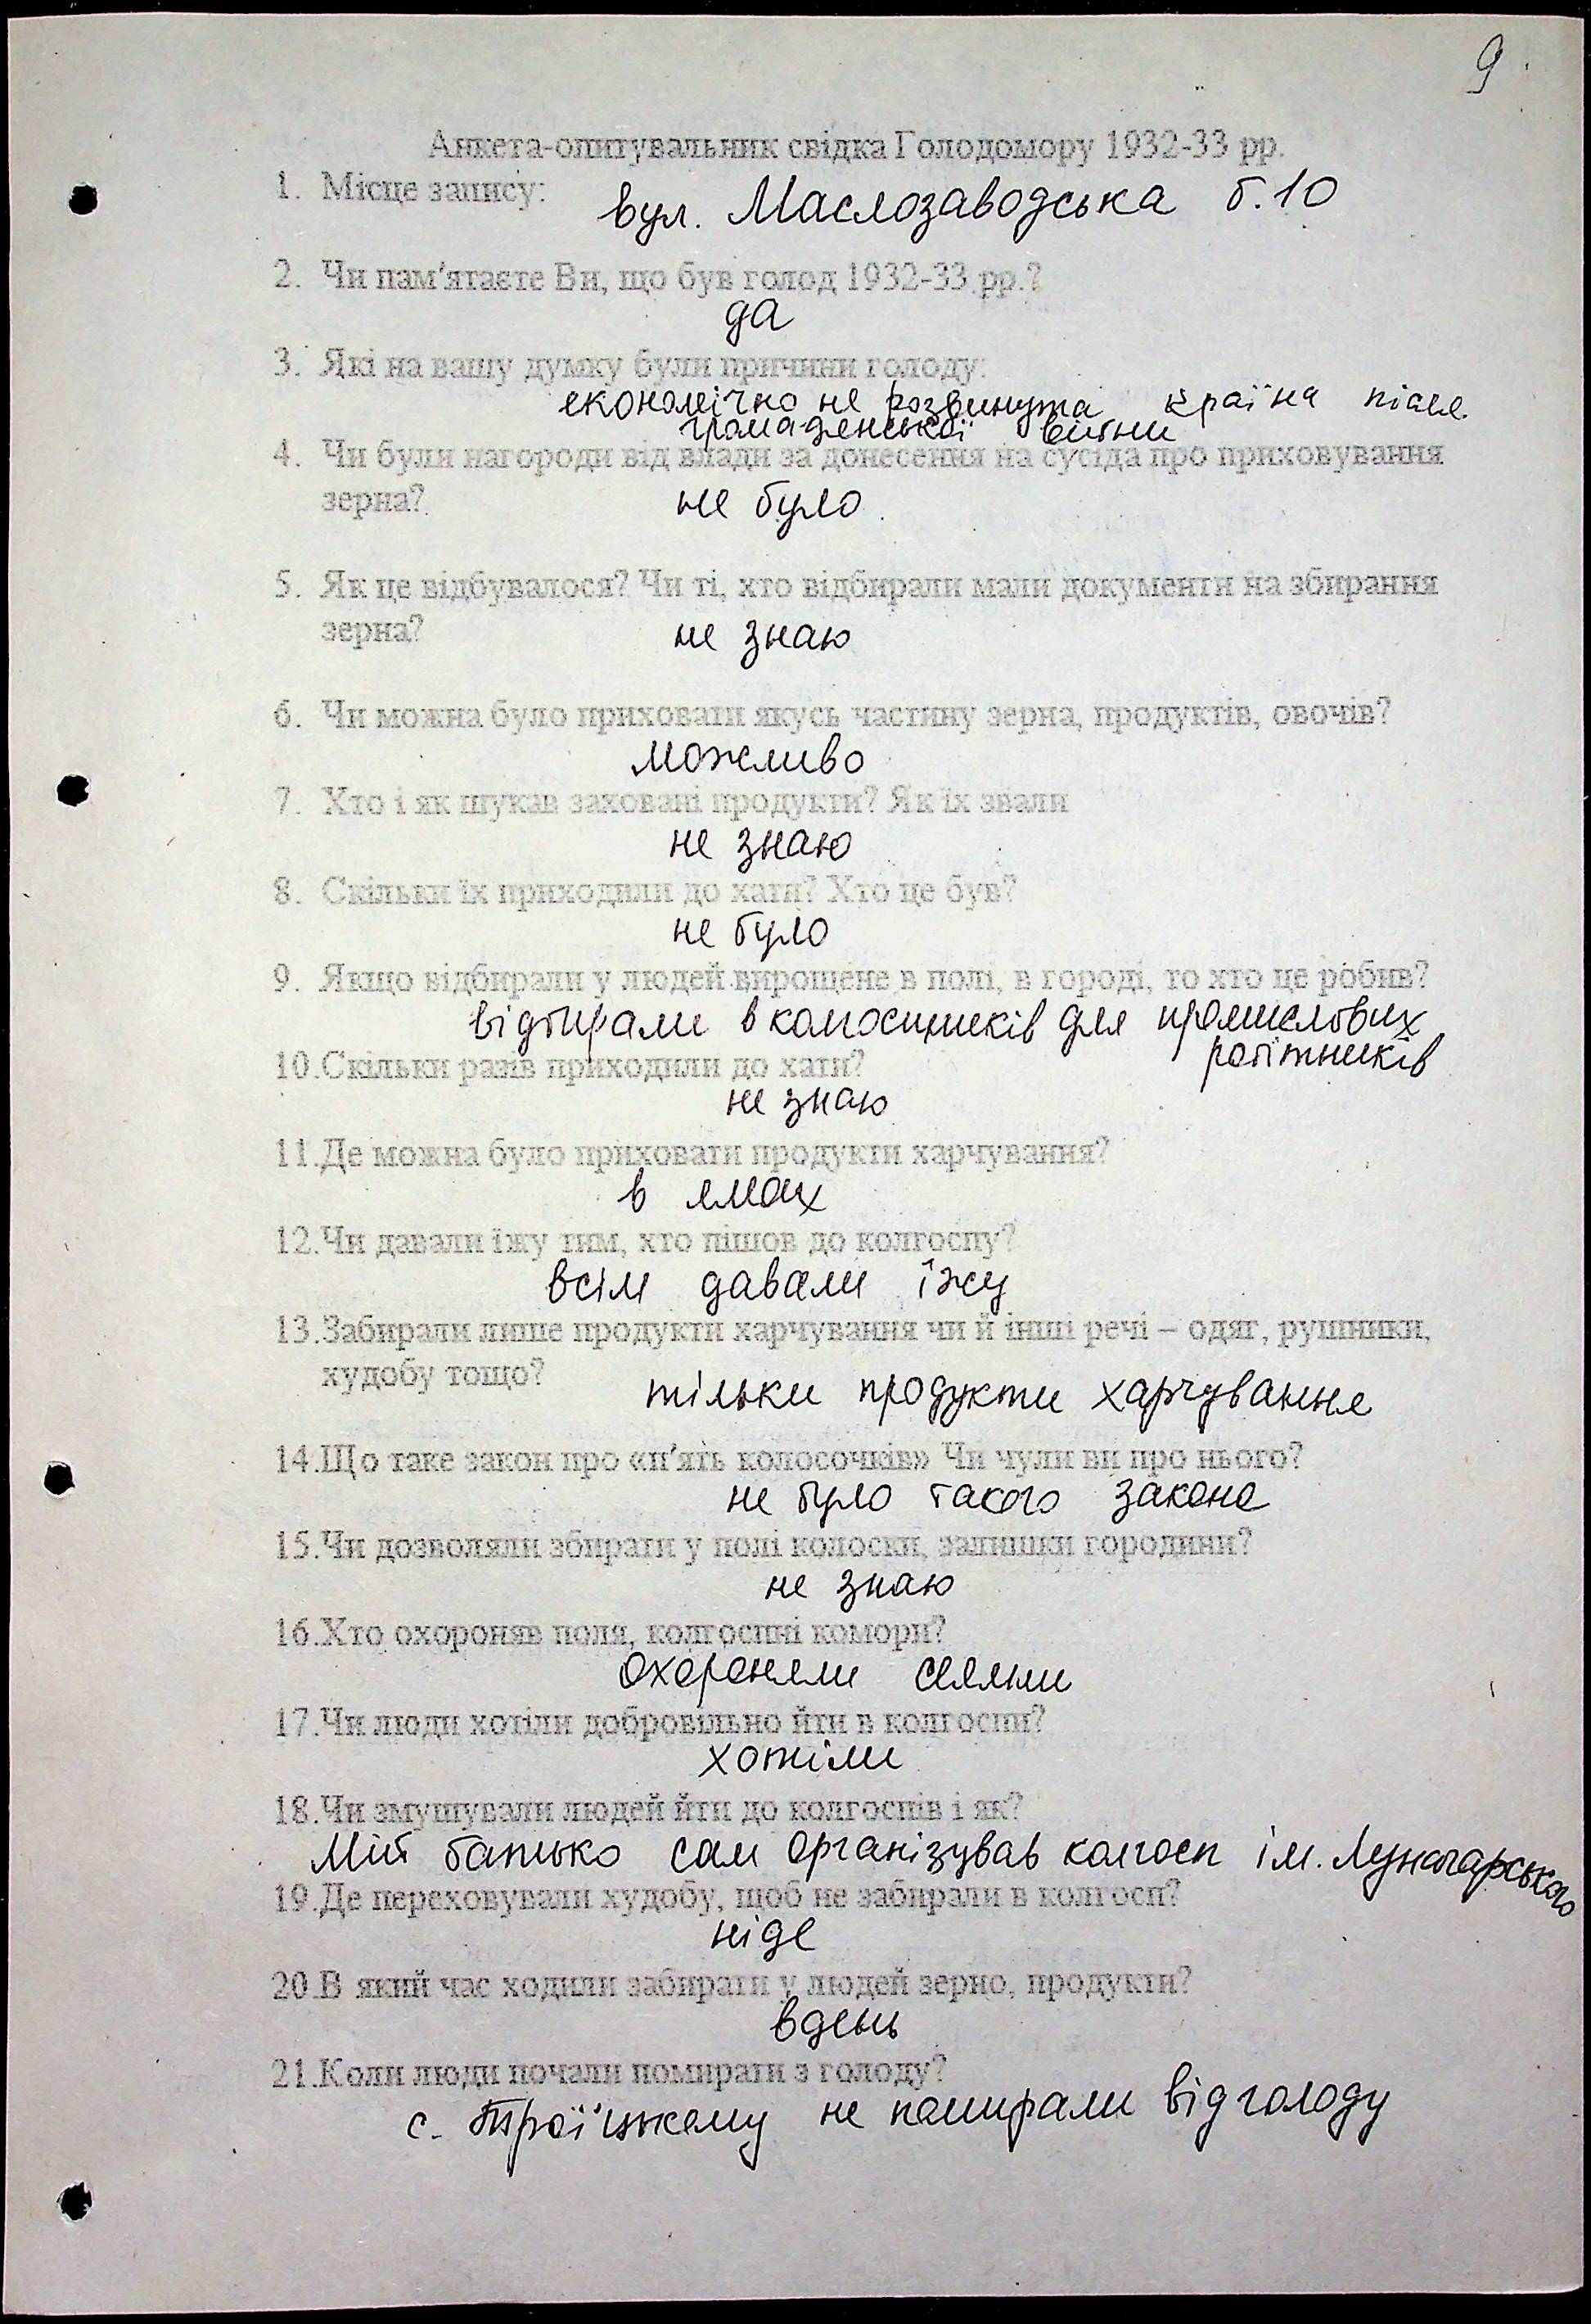 9.
Анкета-опитувальник свідка Голодомору 1932-33 рр.
1. Місце запису:
вул. Маслозаводська б. 10
2. Чи пам'ятаєте Ви, що був голод 1932-33 рр.?
да
3. Які на вашу думку були причини голоду:
економічно не розвинута країна після
громаденської війни
4. Чи були нагороди від влади за донесення на сусіда про приховування
зерна?
не було.
5. Як це відбувалося? Чи ті, хто відбирали мали документи на збирання
зерна?
не знаю
6. Чи можна було приховати якусь частину зерна, продуктів, овочів?
можливо
7. Хто і як шукав заховані продукти? Як їх звали
не знаю
8. Скільки їх приходили до хати? Хто це був?
не було
9. Якщо відбирали у людей вирощене в полі, в городі, то хто це робив?
відбирали в колгоспників для промислових
робітників
10.Скільки разів приходили до хати?
не знаю
11.Де можна було приховати продукти харчування?
в ямах
12.Чи давали їжу тим, хто пішов до колгоспу?
всім давали їжу
13.Забирали лише продукти харчування чи й інші речі – одяг, рушники,
худобу тощо?
тільки продукти харчування
14.Що таке закон про «п'ять колосочків» Чи чули ви про нього?
не було такого закона
15.Чи дозволяли збирати у полі колоски, залишки городини?
не знаю
16.Хто охороняв поля, колгоспні комори?
охороняли селяни
17.Чи люди хотіли добровільно йти в колгоспи?
хотіли
18.Чи змушували людей йти до колгоспів і як?
Мій батько сам організував колгосп ім. Луначарського
19.Де переховували худобу, щоб не забирали в колгосп?
ніде
20.В який час ходили забирати у людей зерно, продукти?
вдень
21.Коли люди почали помирати з голоду?
с. Троїцькому не помирали від голоду